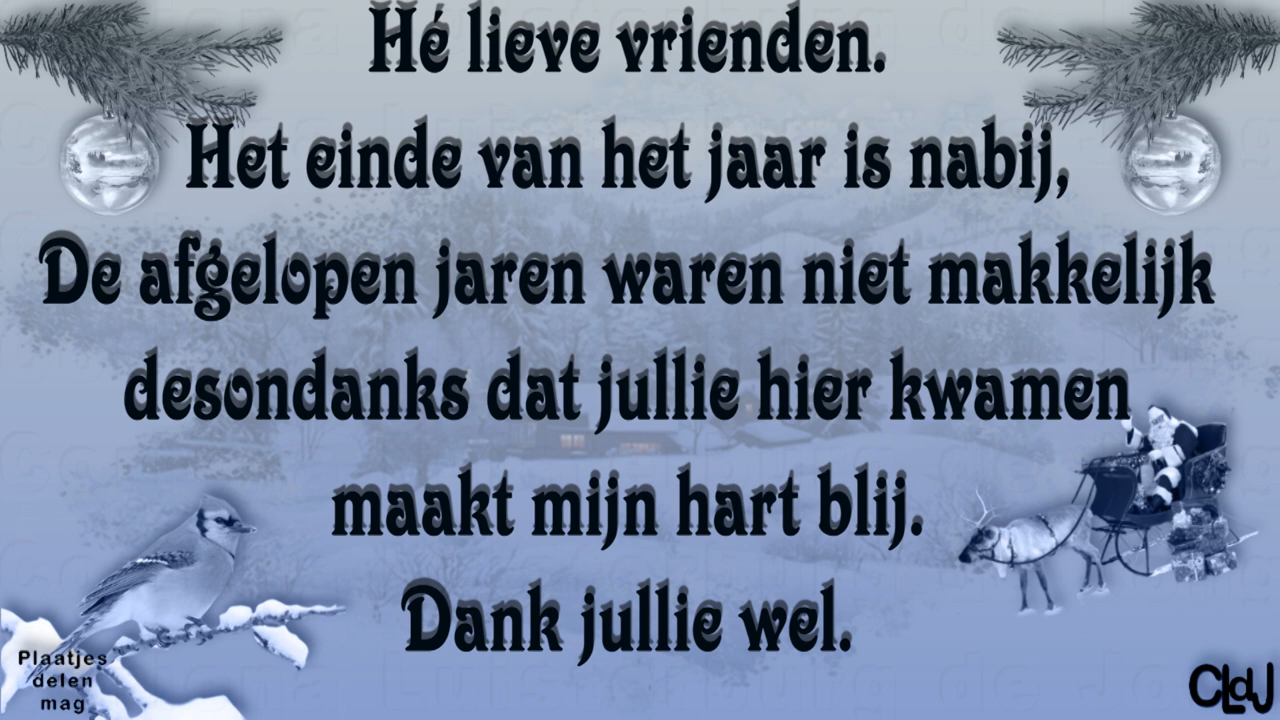 Hé lieve vrienden.
Het einde van het jaar is nabij,
De afgelopen jaren waren niet makkelijk
desondanks dat jullie hier kwamen
maakt mijn hart blij.
Dank jullie wel.
Plaatjes
delen
mag
CLdJ